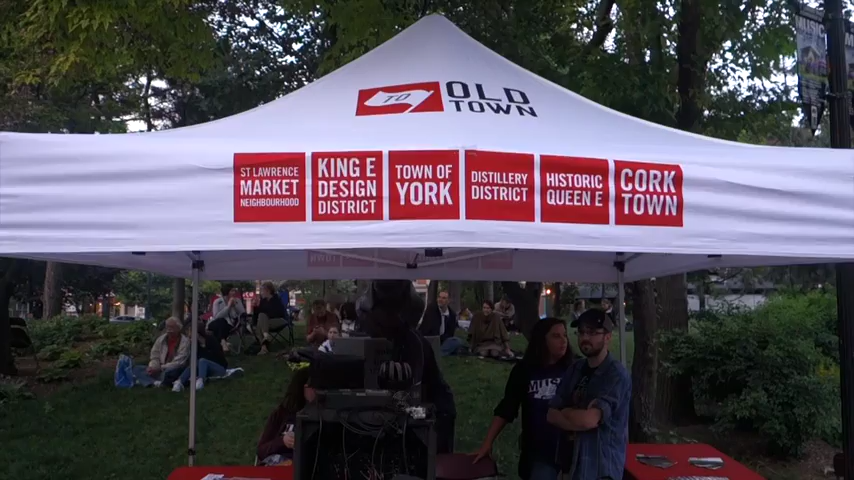 TO OLD
TOWN
ST LAWRENCE
MARKET
NEIGHBOURHOOD
KING E
DESIGN
DISTRICT
TOWN OF
YORK
DISTILLERY
DISTRICT
HISTORIC
QUEEN E
CORK
TOWN